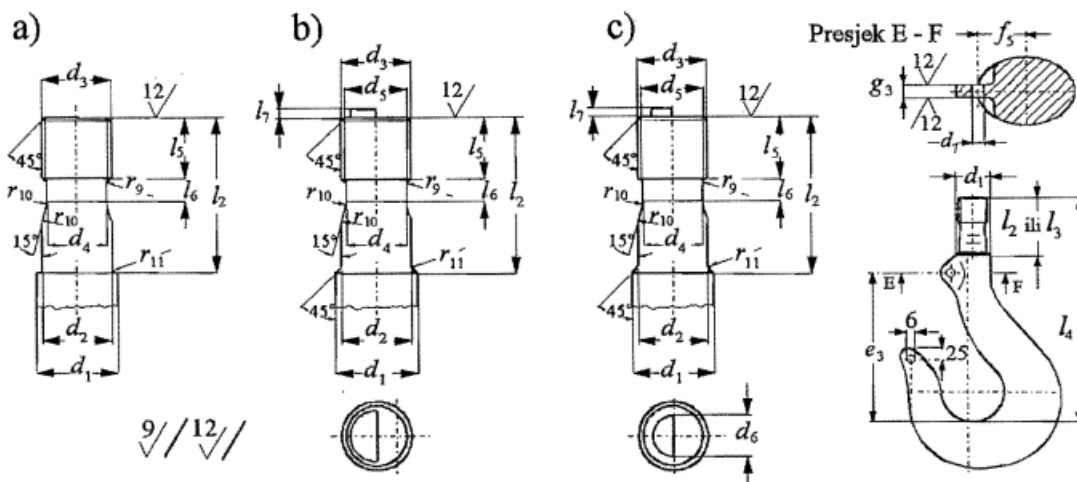 a)
d3
12
45°
l5
r9
l6
l2
r10
r10
15°
d4
r11
d2
d1
9 12
b)
d3
d5
12
l7
45°
l5
r9
l6
l2
r10
r10
15°
d4
r11
45°
d2
d1
c)
d3
d5
12
l7
45°
l5
r9
l6
l2
r10
r10
15°
d4
r11
45°
d2
d1
d6
Presjek E - F
f5
12
g3
12
d1
l2 ili l3
E F
6
25
e3
l4